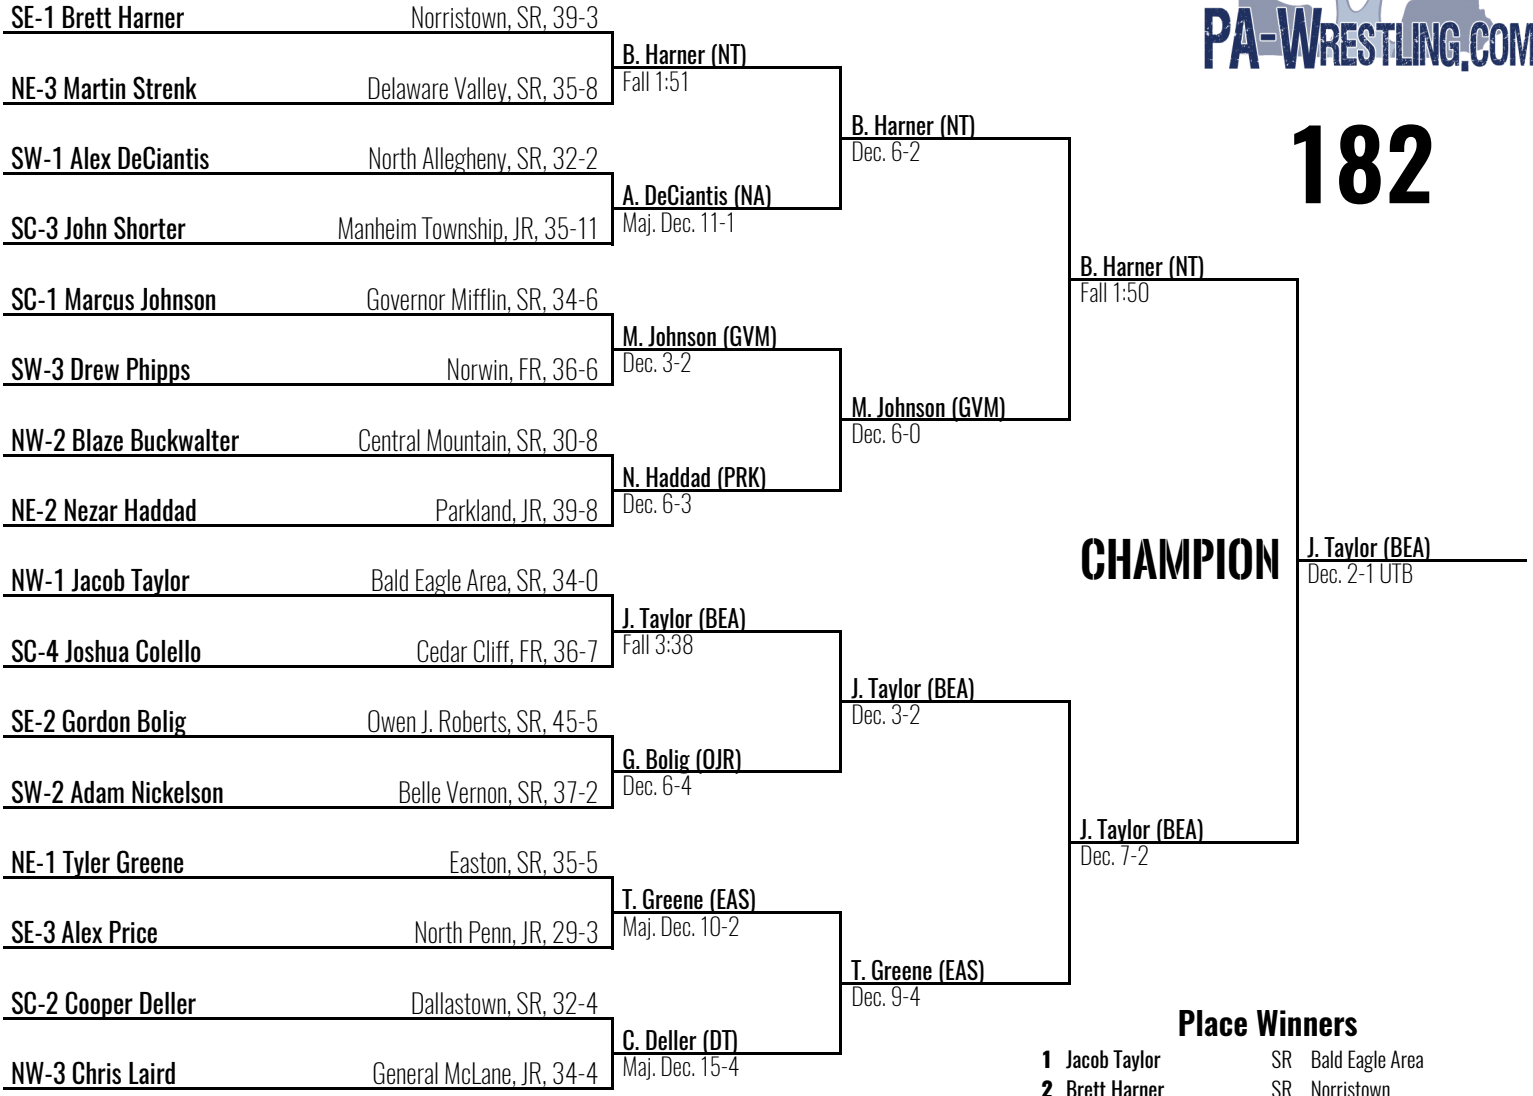 SE-1 Brett Harner Norristown, SR, 39-3
B. Harner (NT)
Fall 1:51
NE-3 Martin Strenk Delaware Valley, SR, 35-8
B. Harner (NT)
Dec. 6-2
SW-1 Alex DeCiantis North Allegheny, SR, 32-2
A. DeCiantis (NA)
Maj. Dec. 11-1
SC-3 John Shorter Manheim Township, JR, 35-11
B. Harner (NT)
Fall 1:50
SC-1 Marcus Johnson Governor Mifflin, SR, 34-6
M. Johnson (GVM)
Dec. 3-2
SW-3 Drew Phipps Norwin, FR, 36-6
M. Johnson (GVM)
Dec. 6-0
NW-2 Blaze Buckwalter Central Mountain, SR, 30-8
N. Haddad (PRK)
Dec. 6-3
NE-2 Nezar Haddad Parkland, JR, 39-8
PA-WRESTLING.COM
182
CHAMPION
J. Taylor (BEA)
Dec. 2-1 UTB
NW-1 Jacob Taylor Bald Eagle Area, SR, 34-0
J. Taylor (BEA)
Fall 3:38
SC-4 Joshua Colello Cedar Cliff, FR, 36-7
J. Taylor (BEA)
Dec. 3-2
SE-2 Gordon Bolig Owen J. Roberts, SR, 45-5
G. Bolig (OJR)
Dec. 6-4
SW-2 Adam Nickelson Belle Vernon, SR, 37-2
J. Taylor (BEA)
Dec. 7-2
NE-1 Tyler Greene Easton, SR, 35-5
T. Greene (EAS)
Maj. Dec. 10-2
SE-3 Alex Price North Penn, JR, 29-3
T. Greene (EAS)
Dec. 9-4
SC-2 Cooper Deller Dallastown, SR, 32-4
C. Deller (DT)
Maj. Dec. 15-4
NW-3 Chris Laird General McLane, JR, 34-4
Place Winners
1 Jacob Taylor SR Bald Eagle Area
2 Brett Harner SR Norristown